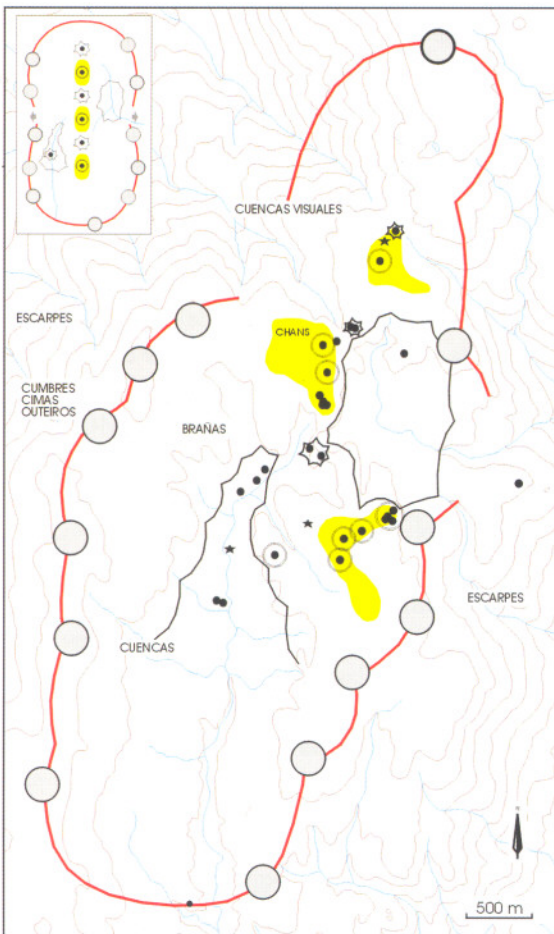 CUENCAS VISUALES
ESCARPES
CHANS
CUMBRES
CIMAS
OUTEIROS
BRAÑAS
ESCARPES
CUENCAS
500 m